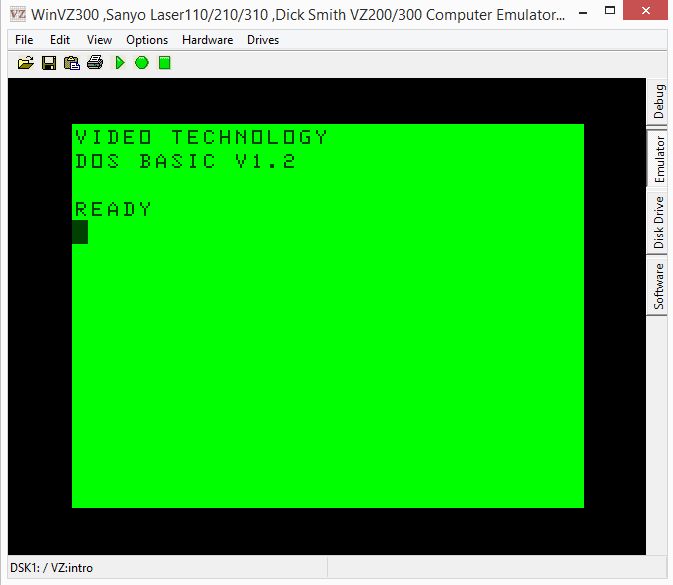 VZ WinVZ300 ,Sanyo Laser110/210/310 ,Dick Smith VZ200/300 Computer Emulator...
File Edit View Options Hardware Drives
VIDEO TECHNOLOGY
DOS BASIC V1.2
READY
Debug
Emulator
Disk Drive
Software
DSK1: / VZ:intro